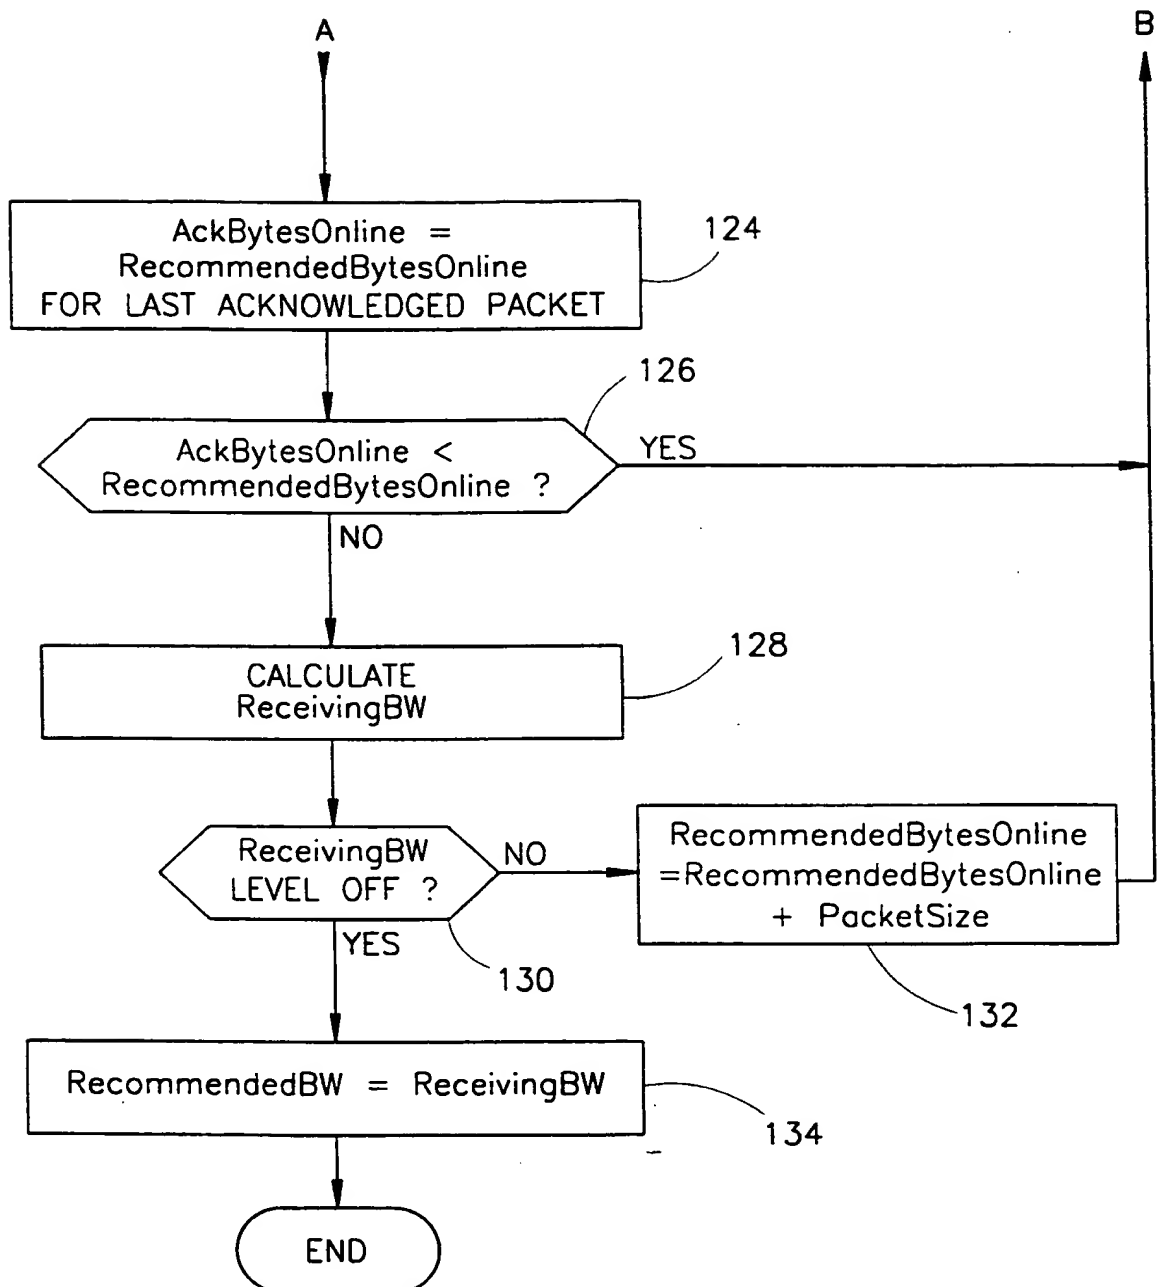 A
B
AckBytesOnline =
RecommendedBytesOnline
FOR LAST ACKNOWLEDGED PACKET
124
126
AckBytesOnline <
RecommendedBytesOnline ?
YES
NO
CALCULATE
ReceivingBW
128
ReceivingBW
LEVEL OFF ?
NO
YES
130
RecommendedBytesOnline
=RecommendedBytesOnline
+ PacketSize
132
RecommendedBW = ReceivingBW
134
END